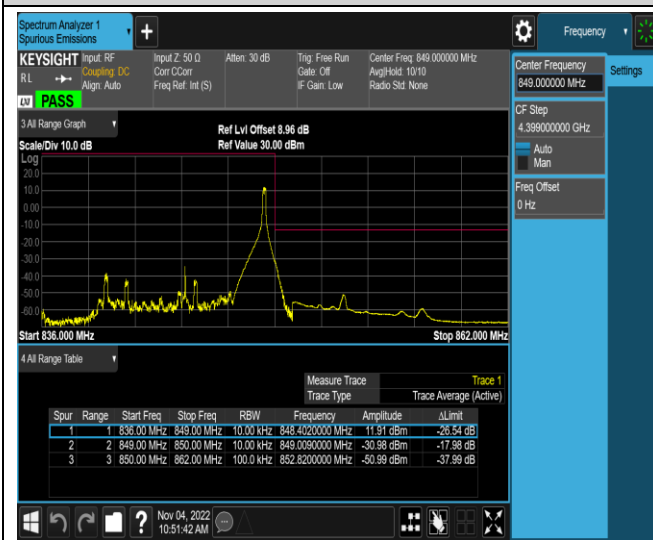 Spectrum Analyzer 1
Spurious Emissions
Frequency
KEYSIGHT
RL
LXI
PASS
Input: RF
Coupling: DC
Align: Auto
Input Z: 50 Ω
Corr CCorr
Freq Ref: Int (S)
Atten: 30 dB
Trig: Free Run
Gate: Off
IF Gain: Low
Center Freq: 849.000000 MHz
Avg|Hold: 10/10
Radio Std: None
Center Frequency
849.000000 MHz
Settings
CF Step
4.399000000 GHz
Auto
Man
Freq Offset
0 Hz
3 All Range Graph
Scale/Div 10.0 dB
Ref Lvl Offset 8.96 dB
Ref Value 30.00 dBm
Log
20.0
10.0
0.00
-10.0
-20.0
-30.0
-40.0
-50.0
-60.0
Start 836.000 MHz
Stop 862.000 MHz
4 All Range Table
Measure Trace Trace 1
Trace Type Trace Average (Active)
Spur Range Start Freq Stop Freq RBW Frequency Amplitude ΔLimit
1 1 836.00 MHz 849.00 MHz 10.00 kHz 848.4020000 MHz 11.91 dBm -26.54 dB
2 2 849.00 MHz 850.00 MHz 10.00 kHz 849.0090000 MHz -30.98 dBm -17.98 dB
3 3 850.00 MHz 862.00 MHz 100.0 kHz 852.8200000 MHz -50.99 dBm -37.99 dB
Nov 04, 2022
10:51:42 AM